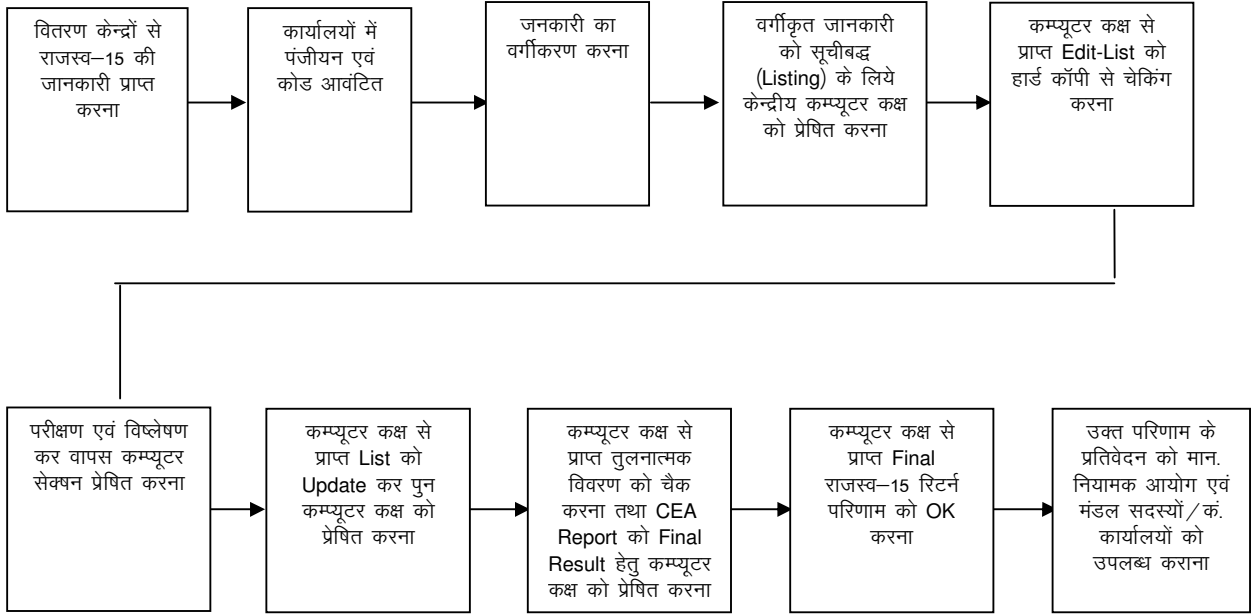 वितरण केन्द्रों से
राजस्व–15 की
जानकारी प्राप्त
करना
कार्यालयों में
पंजीयन एवं
कोड आवंटित
जनकारी का
वर्गीकरण करना
वर्गीकृत जानकारी
को सूचीबद्ध
(Listing) के लिये
केन्द्रीय कम्प्यूटर कक्ष
को प्रेषित करना
कम्प्यूटर कक्ष से
प्राप्त Edit-List को
हार्ड कॉपी से चेकिंग
करना
परीक्षण एवं विष्लेषण
कर वापस कम्प्यूटर
सेक्षन प्रेषित करना
कम्प्यूटर कक्ष से
प्राप्त List को
Update कर पुन
कम्प्यूटर कक्ष को
प्रेषित करना
कम्प्यूटर कक्ष से
प्राप्त तुलनात्मक
विवरण को चैक
करना तथा CEA
Report को Final
Result हेतु कम्प्यूटर
कक्ष को प्रेषित करना
कम्प्यूटर कक्ष से
प्राप्त Final
राजस्व–15 रिटर्न
परिणाम को OK
करना
उक्त परिणाम के
प्रतिवेदन को मान.
नियामक आयोग एवं
मंडल सदस्यों/कं.
कार्यालयों को
उपलब्ध कराना